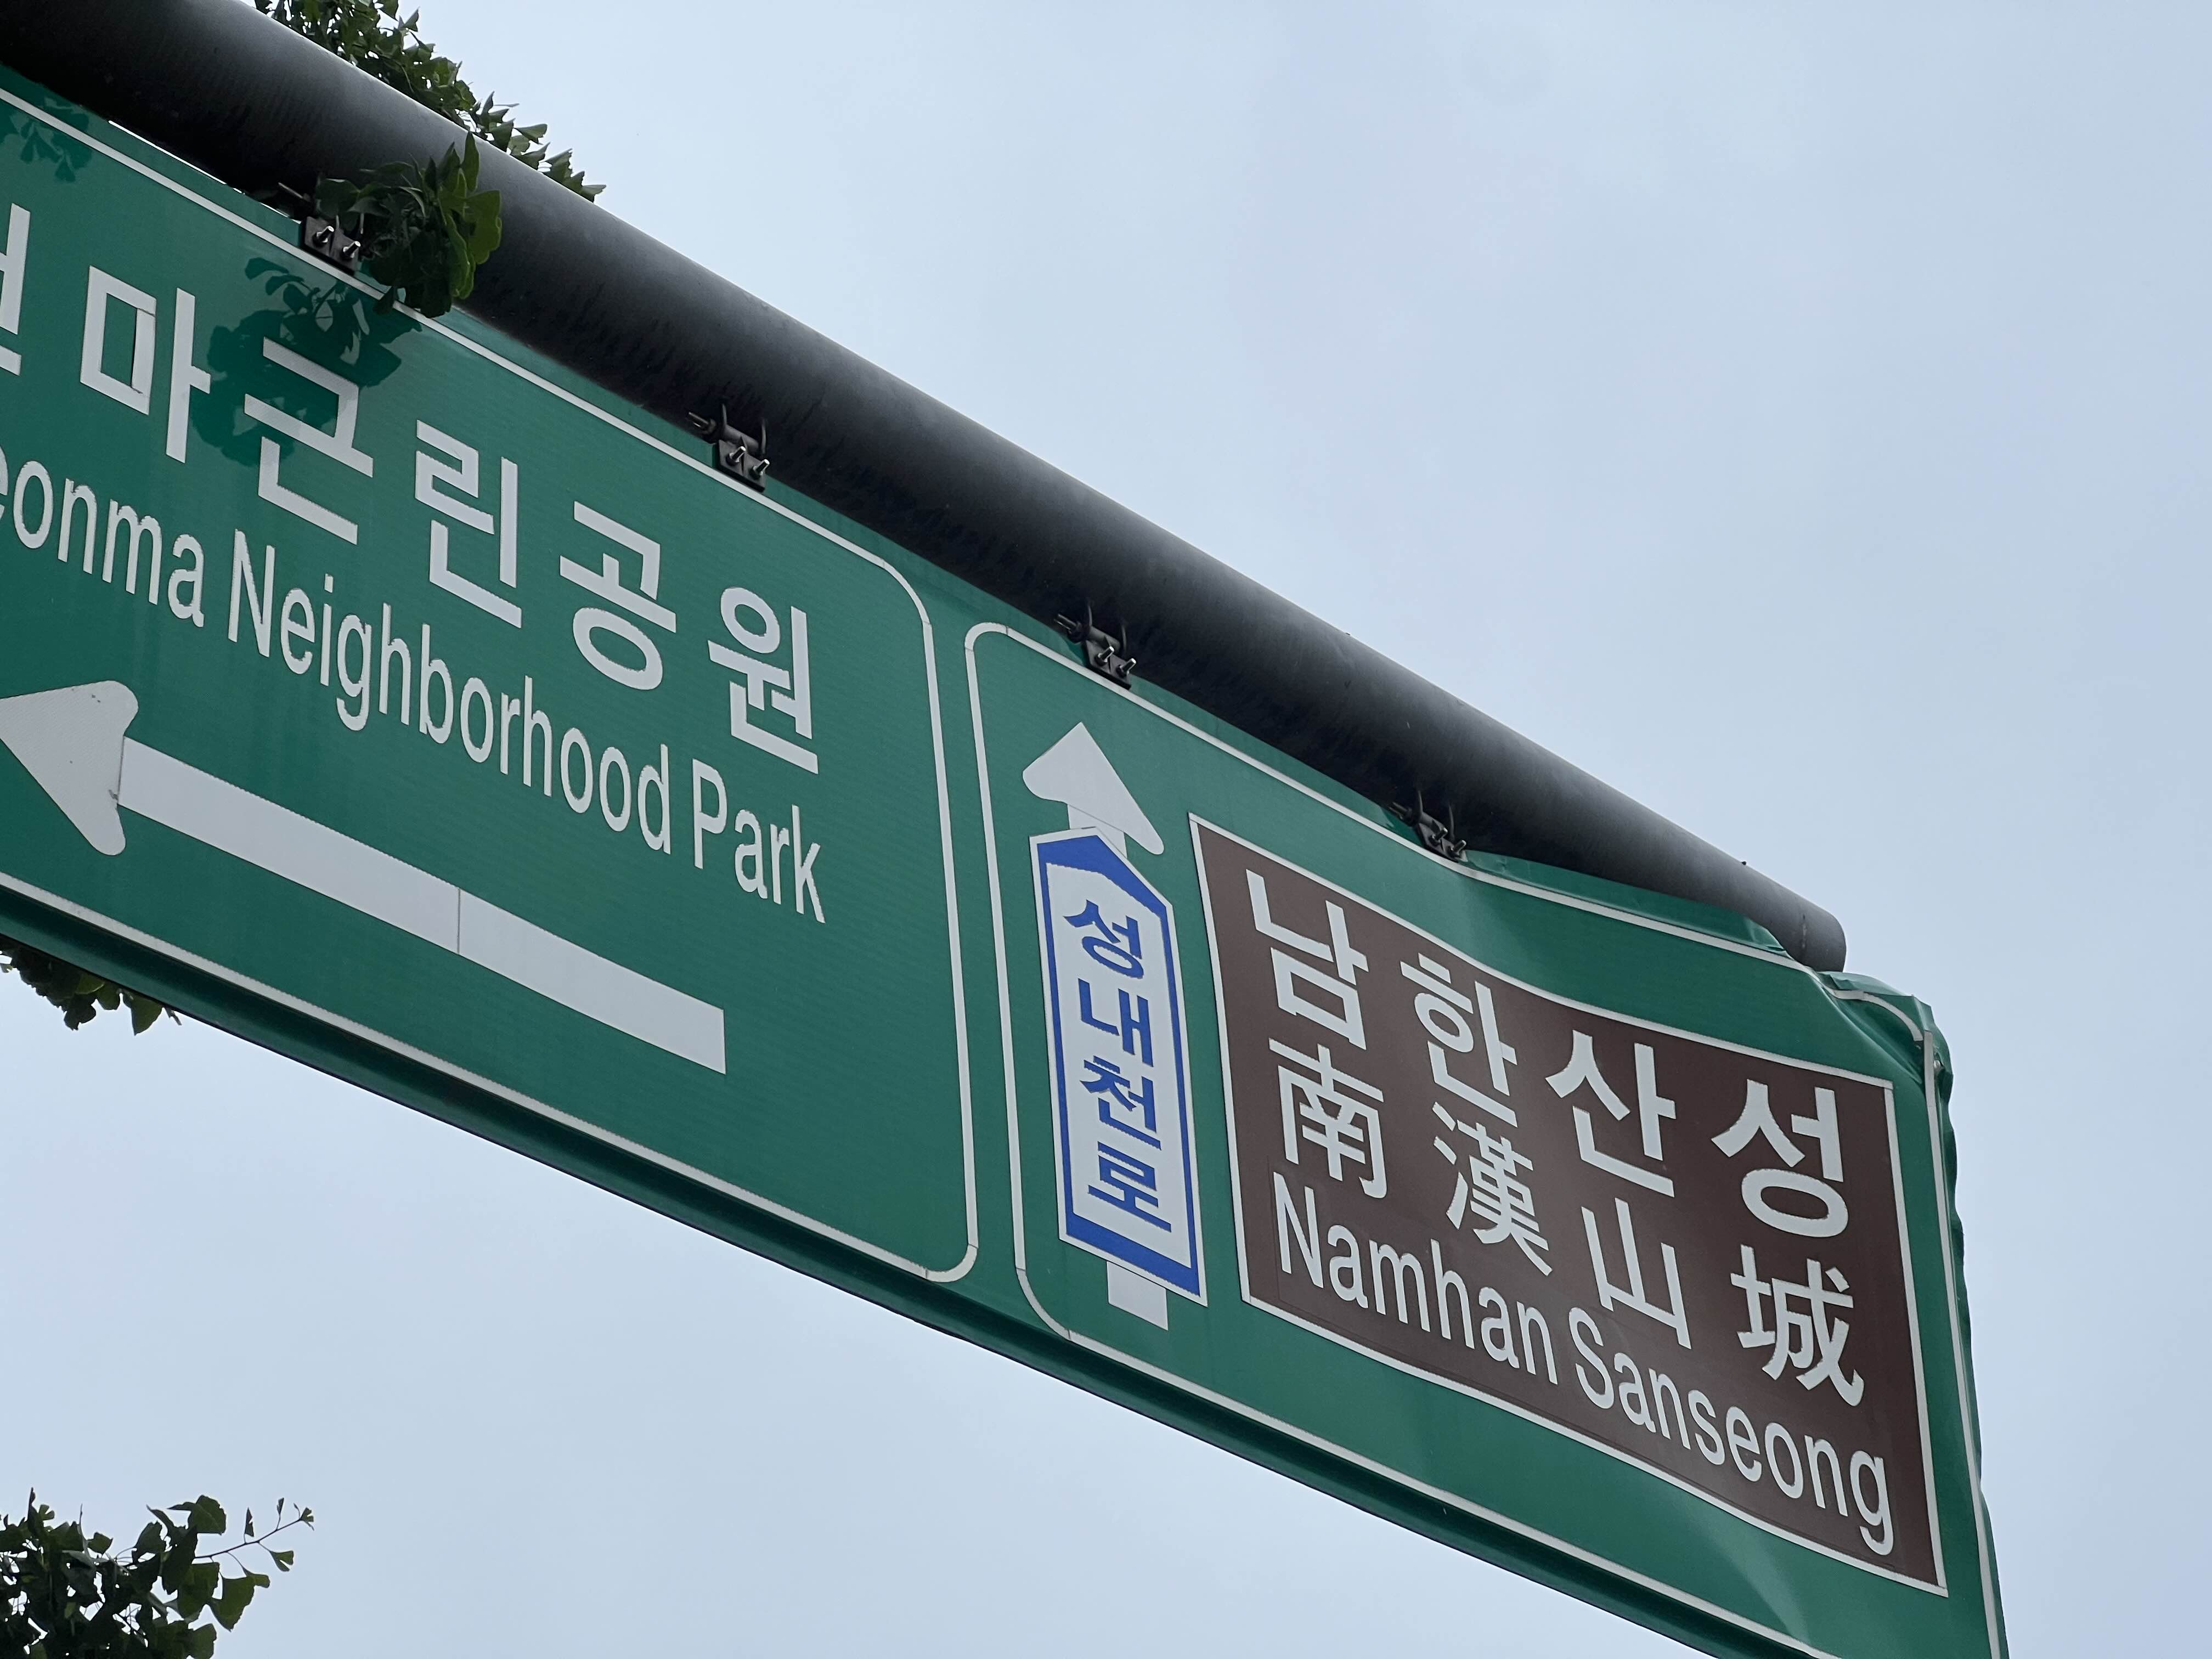 마근린공원
Neighborhood Park
성내천로
남한산성
南漢山城
Namhan Sanseong